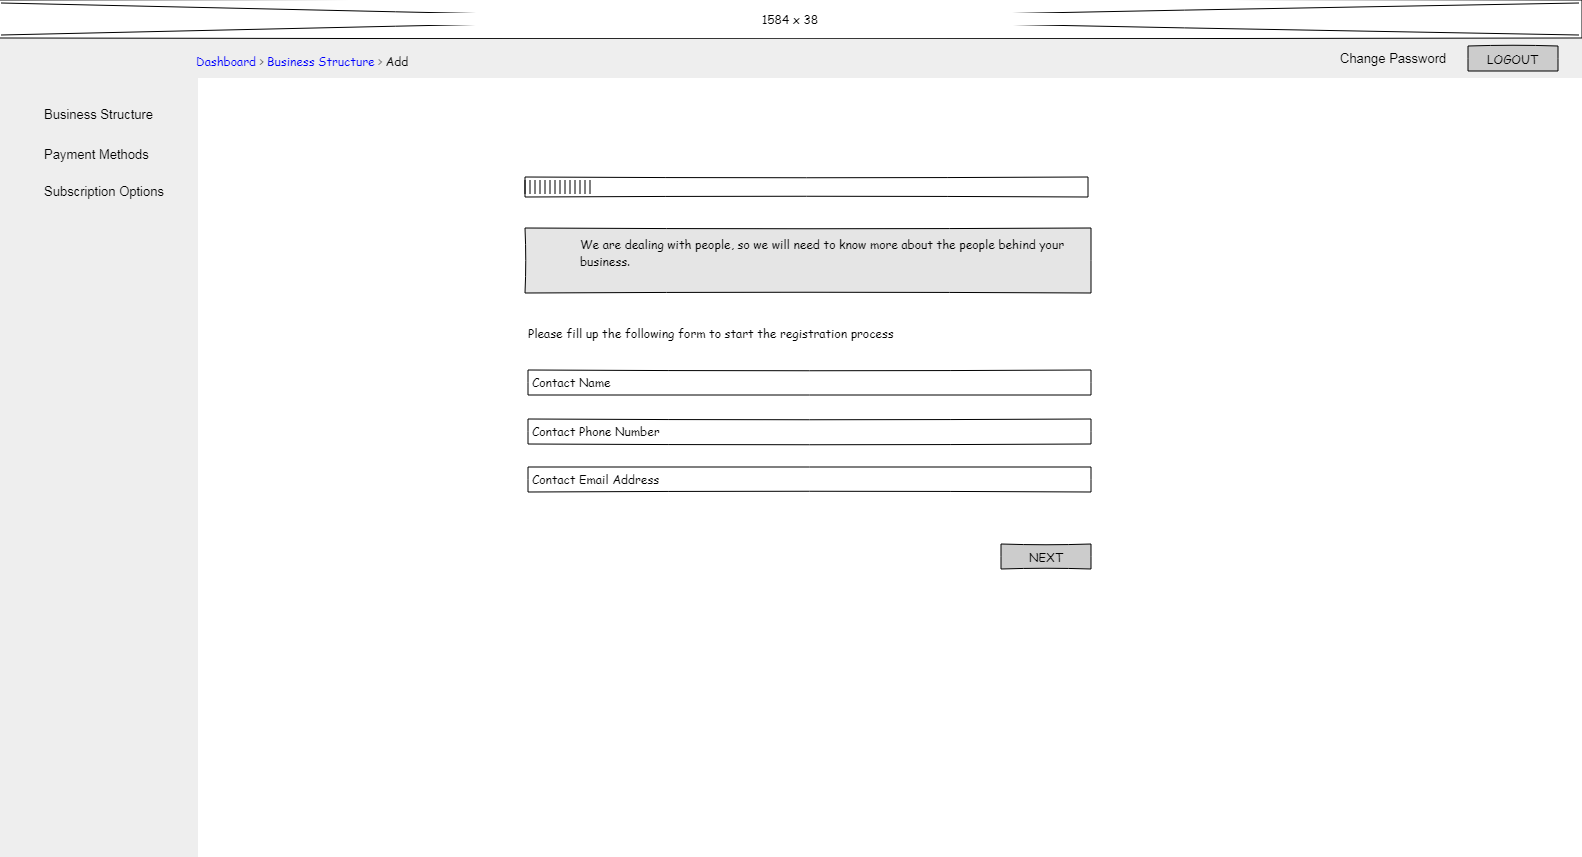 1584 x 38
Dashboard > Business Structure > Add
Change Password
LOGOUT
Business Structure
Payment Methods
Subscription Options
We are dealing with people, so we will need to know more about the people behind your
business.
Please fill up the following form to start the registration process
Contact Name
Contact Phone Number
Contact Email Address
NEXT